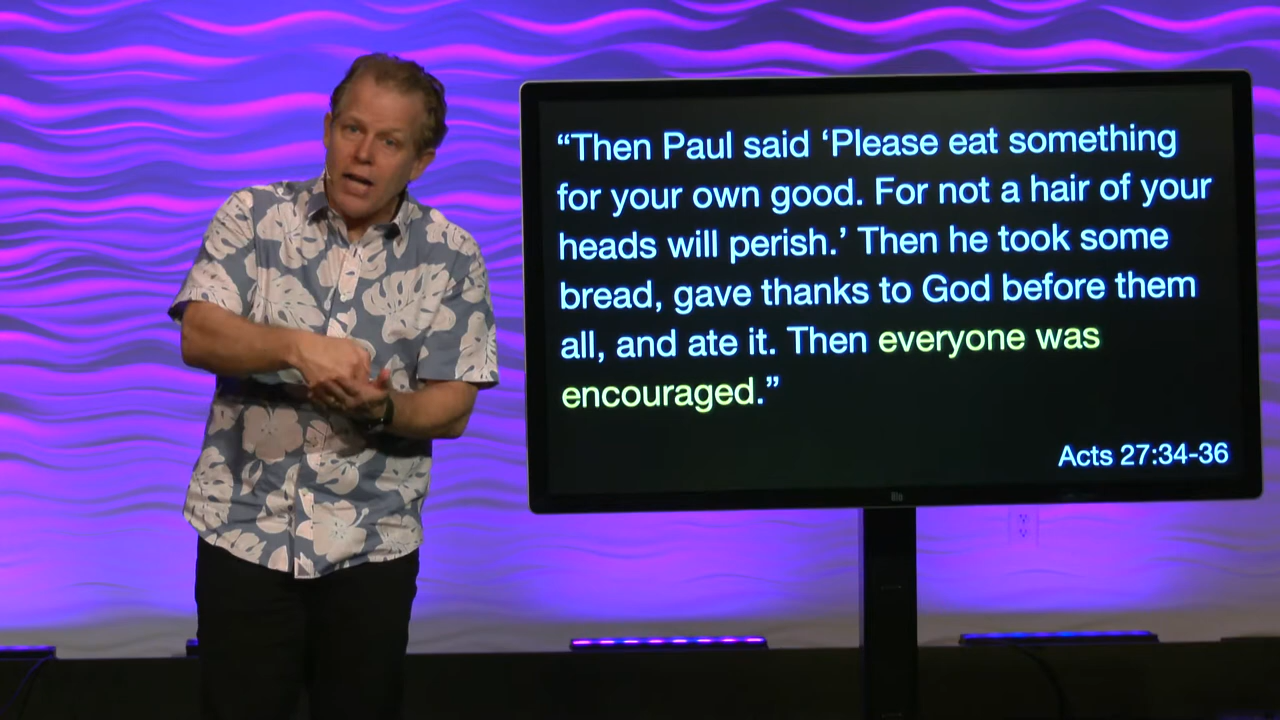 “Then Paul said ‘Please eat something
for your own good. For not a hair of your
heads will perish.’ Then he took some
bread, gave thanks to God before them
all, and ate it. Then everyone was
encouraged.”
Acts 27:34-36